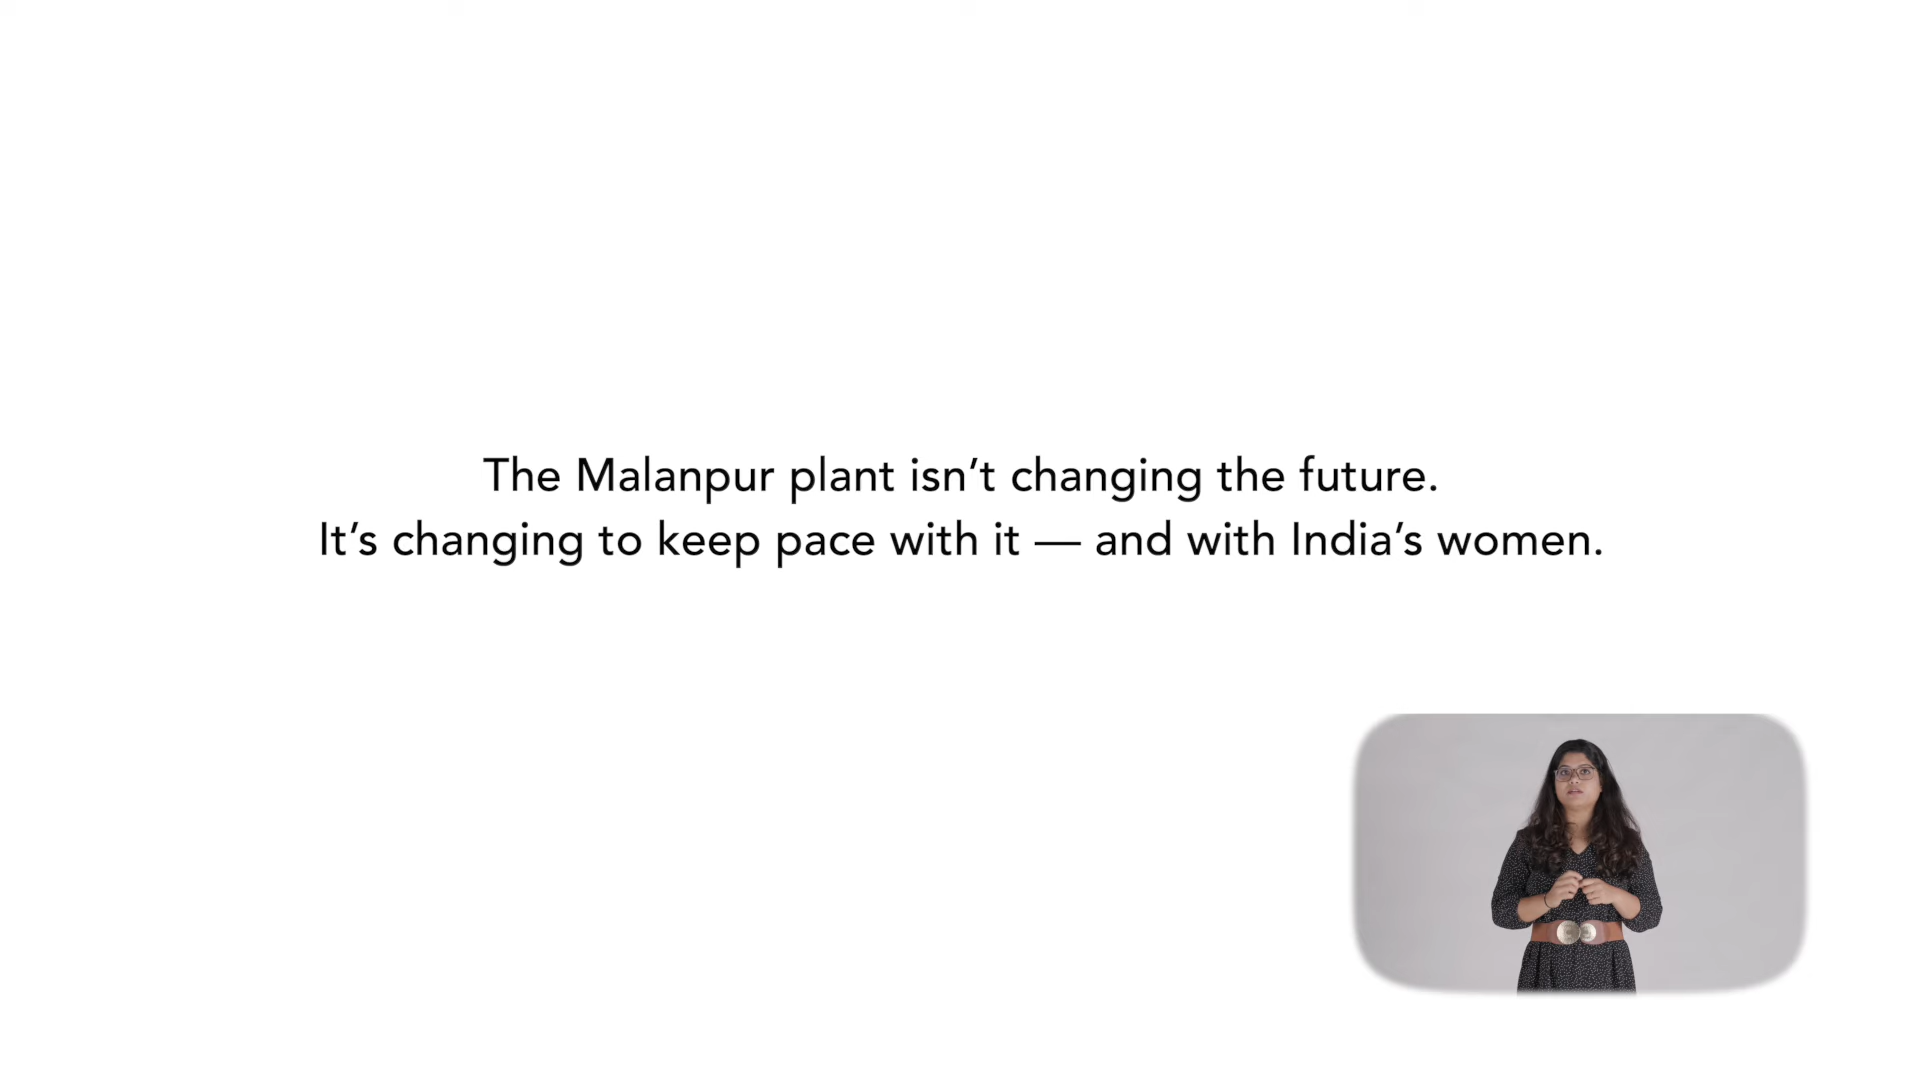 The Malanpur plant isn’t changing the future.
It’s changing to keep pace with it — and with India’s women.